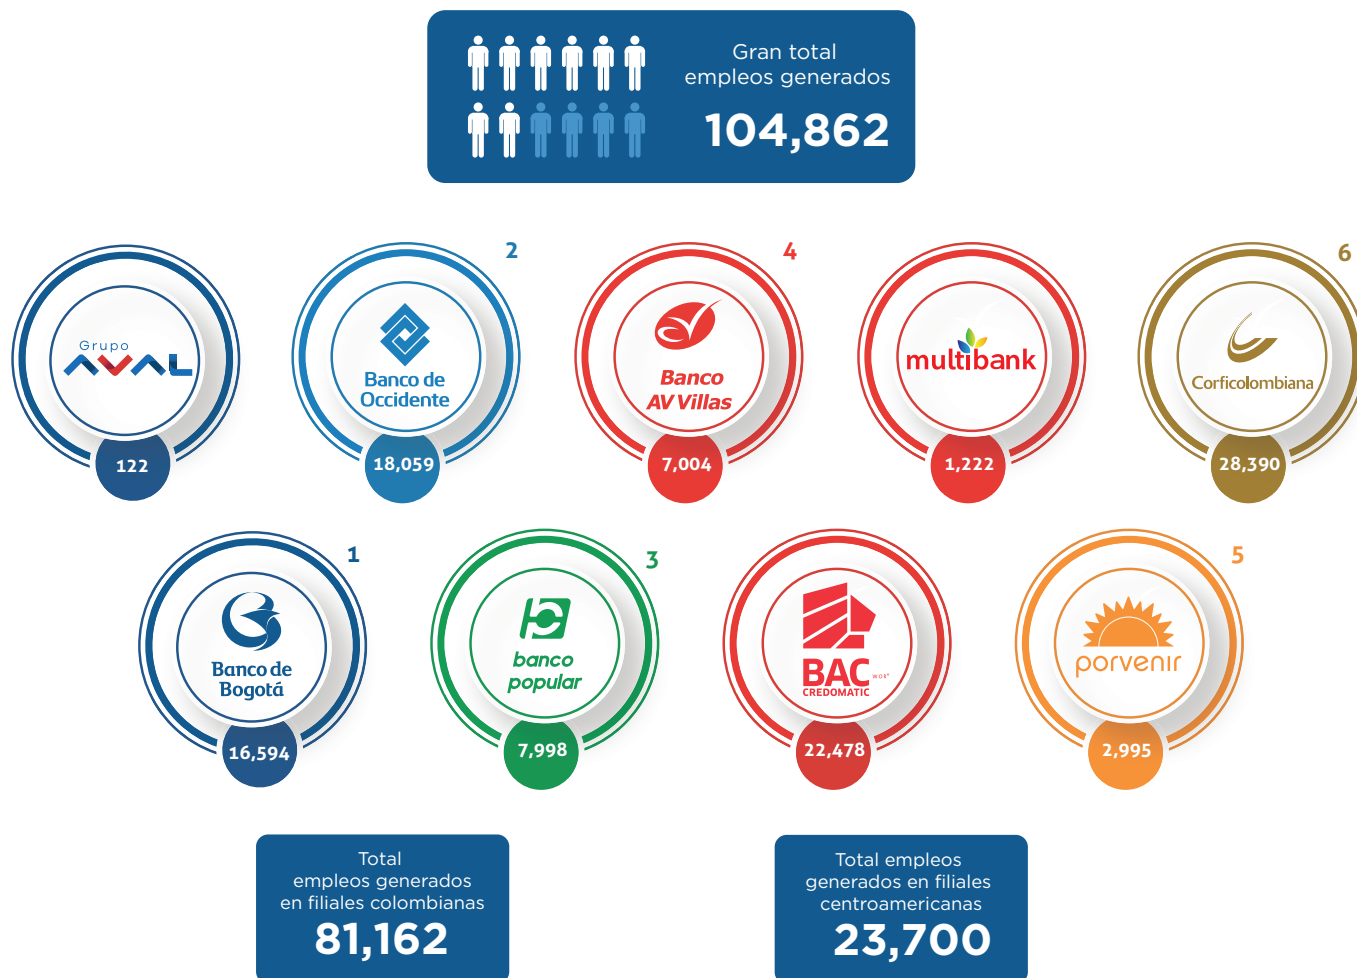 Gran total
empleos generados
104,862
Grupo
AVAL
122
2
Banco de
Occidente
18,059
4
Banco
AV Villas
7,004
multibank
1,222
6
Corficolombiana
28,390
1
Banco de
Bogotá
16,594
3
banco
popular
7,998
BAC
CREDOMATIC
22,478
5
porvenir
2,995
Total
empleos generados
en filiales colombianas
81,162
Total empleos
generados en filiales
centroamericanas
23,700